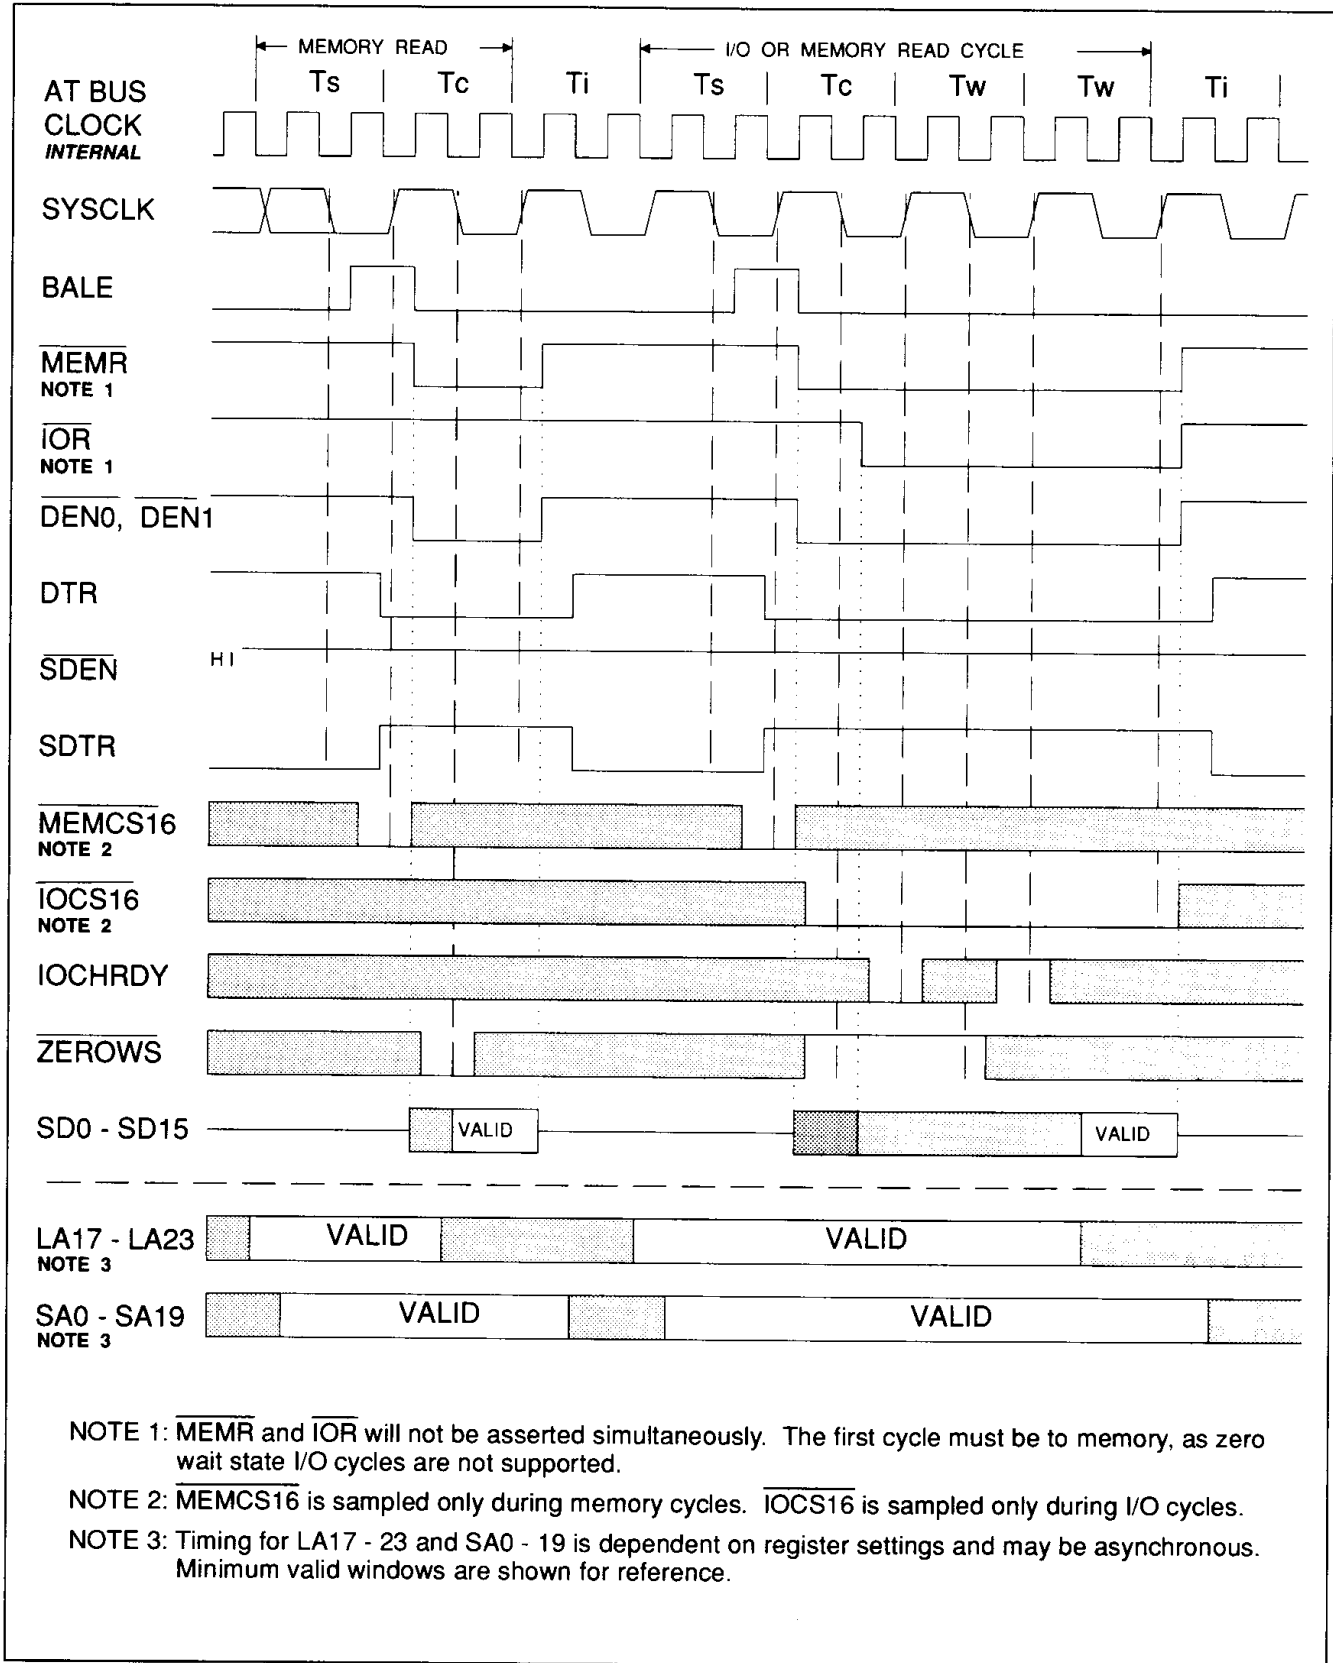 MEMORY READ
I/O OR MEMORY READ CYCLE
Ts Tc Ti Ts Tc Tw Tw Ti
AT BUS
CLOCK
INTERNAL
SYSCLK
BALE
MEMR
NOTE 1
IOR
NOTE 1
DEN0, DEN1
DTR
HI
SDEN
SDTR
MEMCS16
NOTE 2
IOCS16
NOTE 2
IOCHRDY
ZEROWS
SD0 - SD15 VALID VALID
LA17 - LA23 VALID VALID
NOTE 3
SA0 - SA19 VALID VALID
NOTE 3
NOTE 1: MEMR and IOR will not be asserted simultaneously. The first cycle must be to memory, as zero
wait state I/O cycles are not supported.
NOTE 2: MEMCS16 is sampled only during memory cycles. IOCS16 is sampled only during I/O cycles.
NOTE 3: Timing for LA17 - 23 and SA0 - 19 is dependent on register settings and may be asynchronous.
Minimum valid windows are shown for reference.